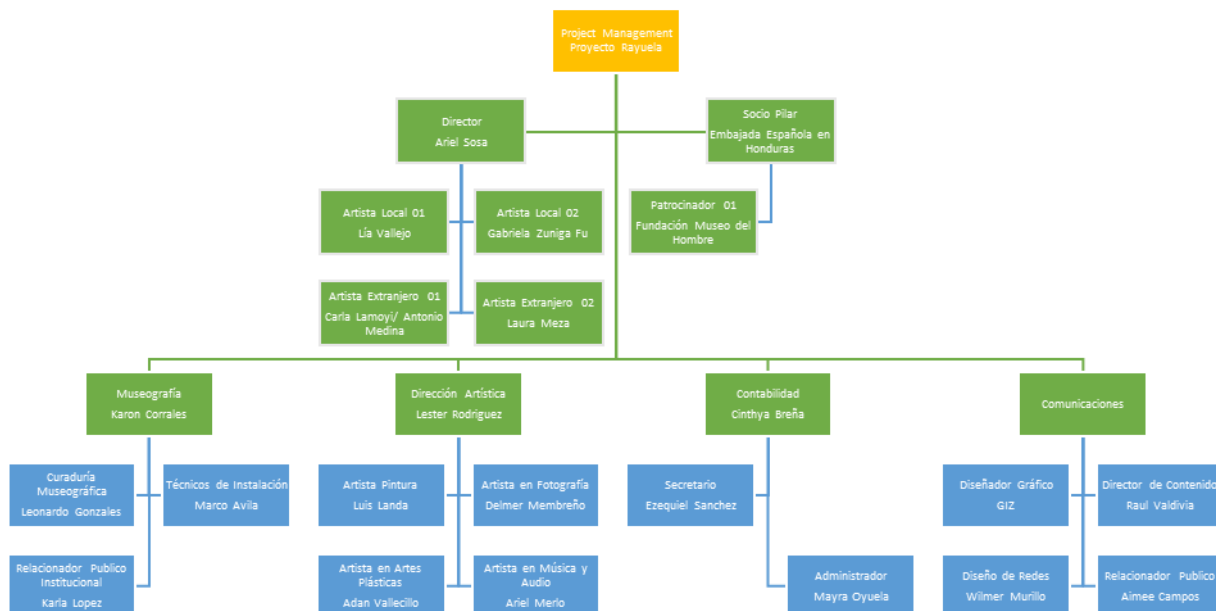 Project Management
Proyecto Rayuela
Director
Ariel Sosa
Socio Pilar
Embajada Española en
Honduras
Artista Local 01
Lía Vallejo
Artista Local 02
Gabriela Zuniga Fu
Patrocinador 01
Fundación Museo del
Hombre
Artista Extranjero 01
Carla Lamoyi/ Antonio
Medina
Artista Extranjero 02
Laura Meza
Museografía
Karon Corrales
Dirección Artística
Lester Rodriguez
Contabilidad
Cinthya Breña
Comunicaciones
Curaduría
Museográfica
Leonardo Gonzales
Técnicos de Instalación
Marco Avila
Artista Pintura
Luis Landa
Artista en Fotografía
Delmer Membreño
Secretario
Ezequiel Sanchez
Diseñador Gráfico
GIZ
Director de Contenido
Raul Valdivia
Relacionador Publico
Institucional
Karla Lopez
Artista en Artes
Plásticas
Adan Vallecillo
Artista en Música y
Audio
Ariel Merlo
Administrador
Mayra Oyuela
Diseño de Redes
Wilmer Murillo
Relacionador Publico
Aimee Campos